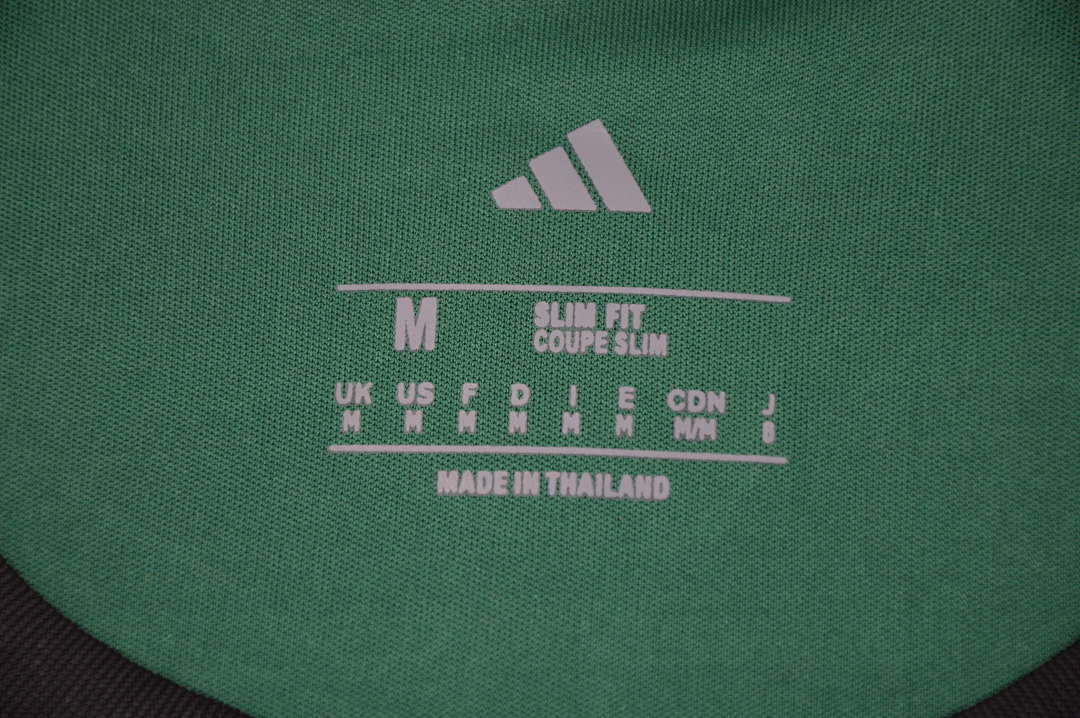 M
SLIM FIT
COUPE SLIM
UK US F D I E CDN J
M M M M M M M/M
MADE IN THAILAND